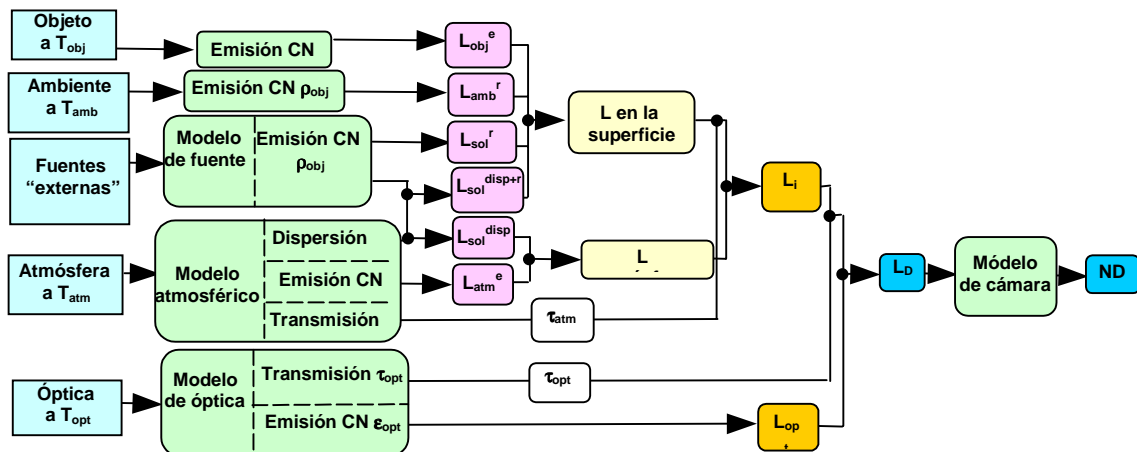 Objeto
a Tobj
Emisión CN
Lobj^e
Ambiente
a Tamb
Emisión CN ρobj
Lamb^r
L en la
superficie
Fuentes
“externas”
Modelo
de fuente
Emisión CN
ρobj
Lsol^r
Lsol^disp+r
Li
Atmósfera
a Tatm
Modelo
atmosférico
Dispersión
Emisión CN
Transmisión
Lsol^disp
Latm^e
L
τatm
LD
Módelo
de cámara
ND
Óptica
a Topt
Modelo
de óptica
Transmisión τopt
Emisión CN εopt
τopt
Lop